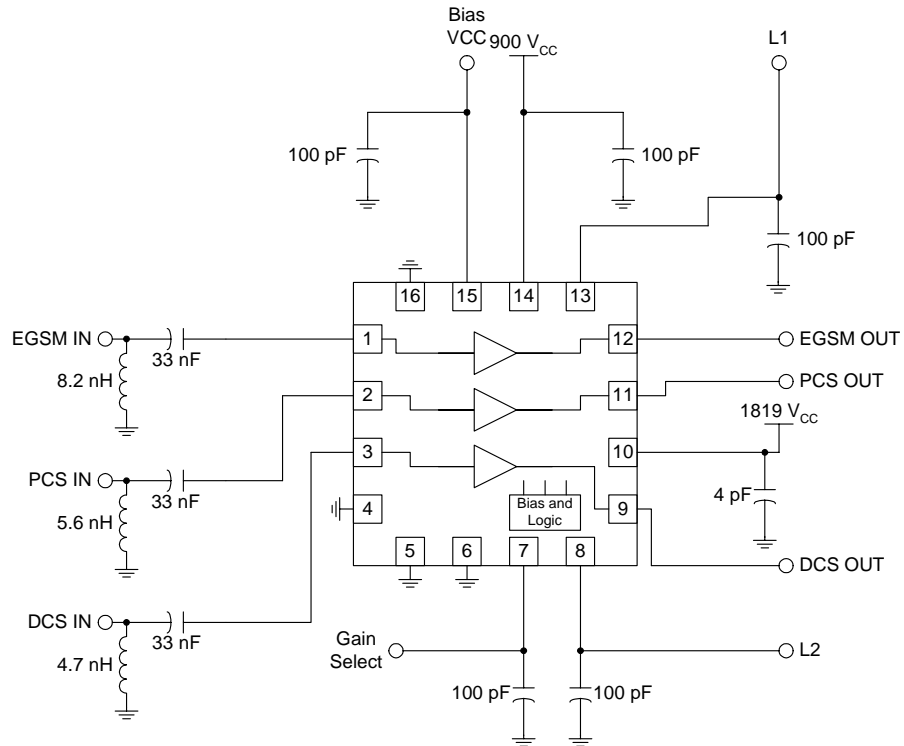 Bias
VCC
900 VCC
L1
100 pF
100 pF
100 pF
16
15
14
13
EGSM IN
33 nF
8.2 nH
1
12
EGSM OUT
2
11
PCS OUT
1819 VCC
3
10
PCS IN
33 nF
5.6 nH
4
Bias and
Logic
9
4 pF
5
6
7
8
DCS OUT
DCS IN
33 nF
4.7 nH
Gain
Select
L2
100 pF
100 pF